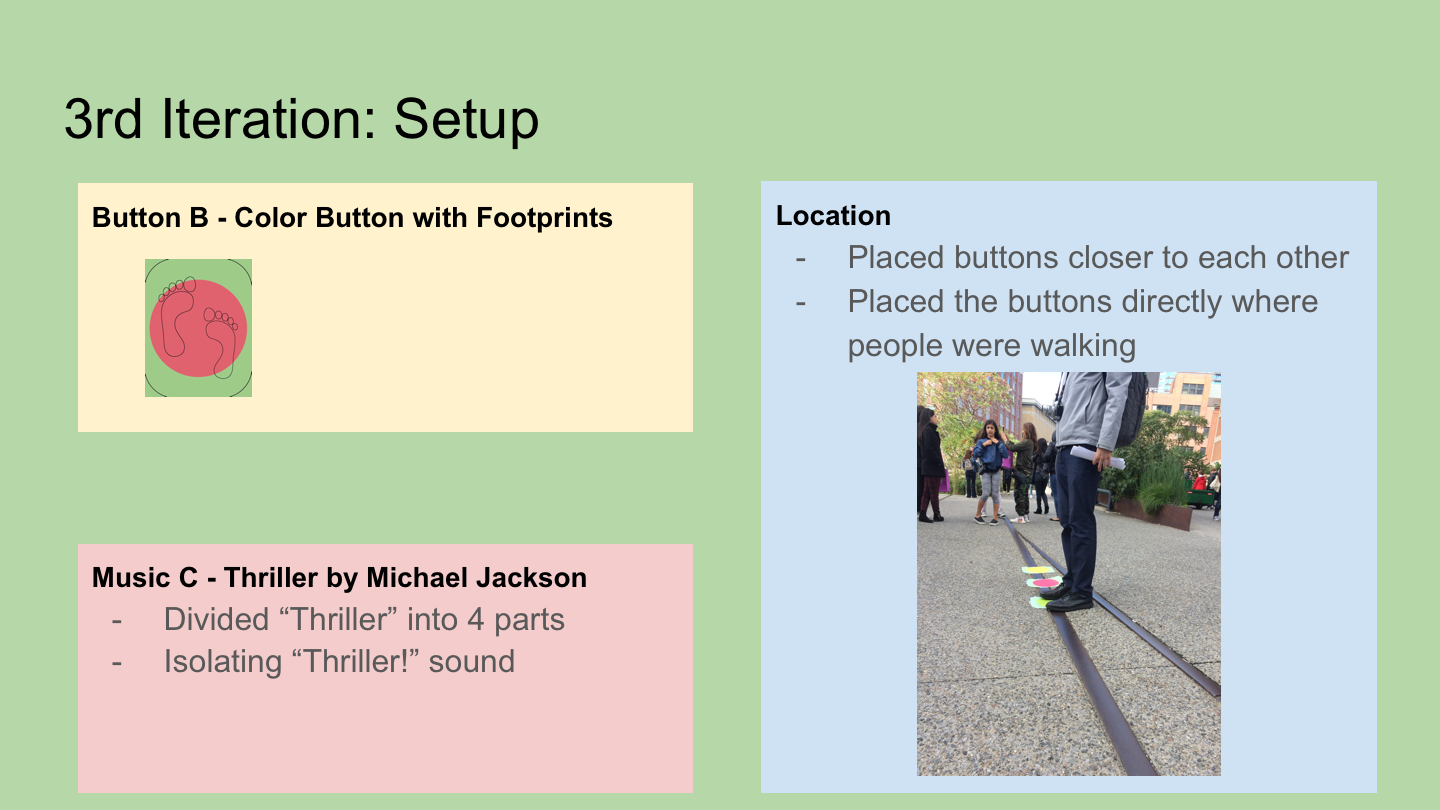 3rd Iteration: Setup
Button B - Color Button with Footprints
Music C - Thriller by Michael Jackson
- Divided “Thriller” into 4 parts
- Isolating “Thriller!” sound
Location
- Placed buttons closer to each other
- Placed the buttons directly where
people were walking